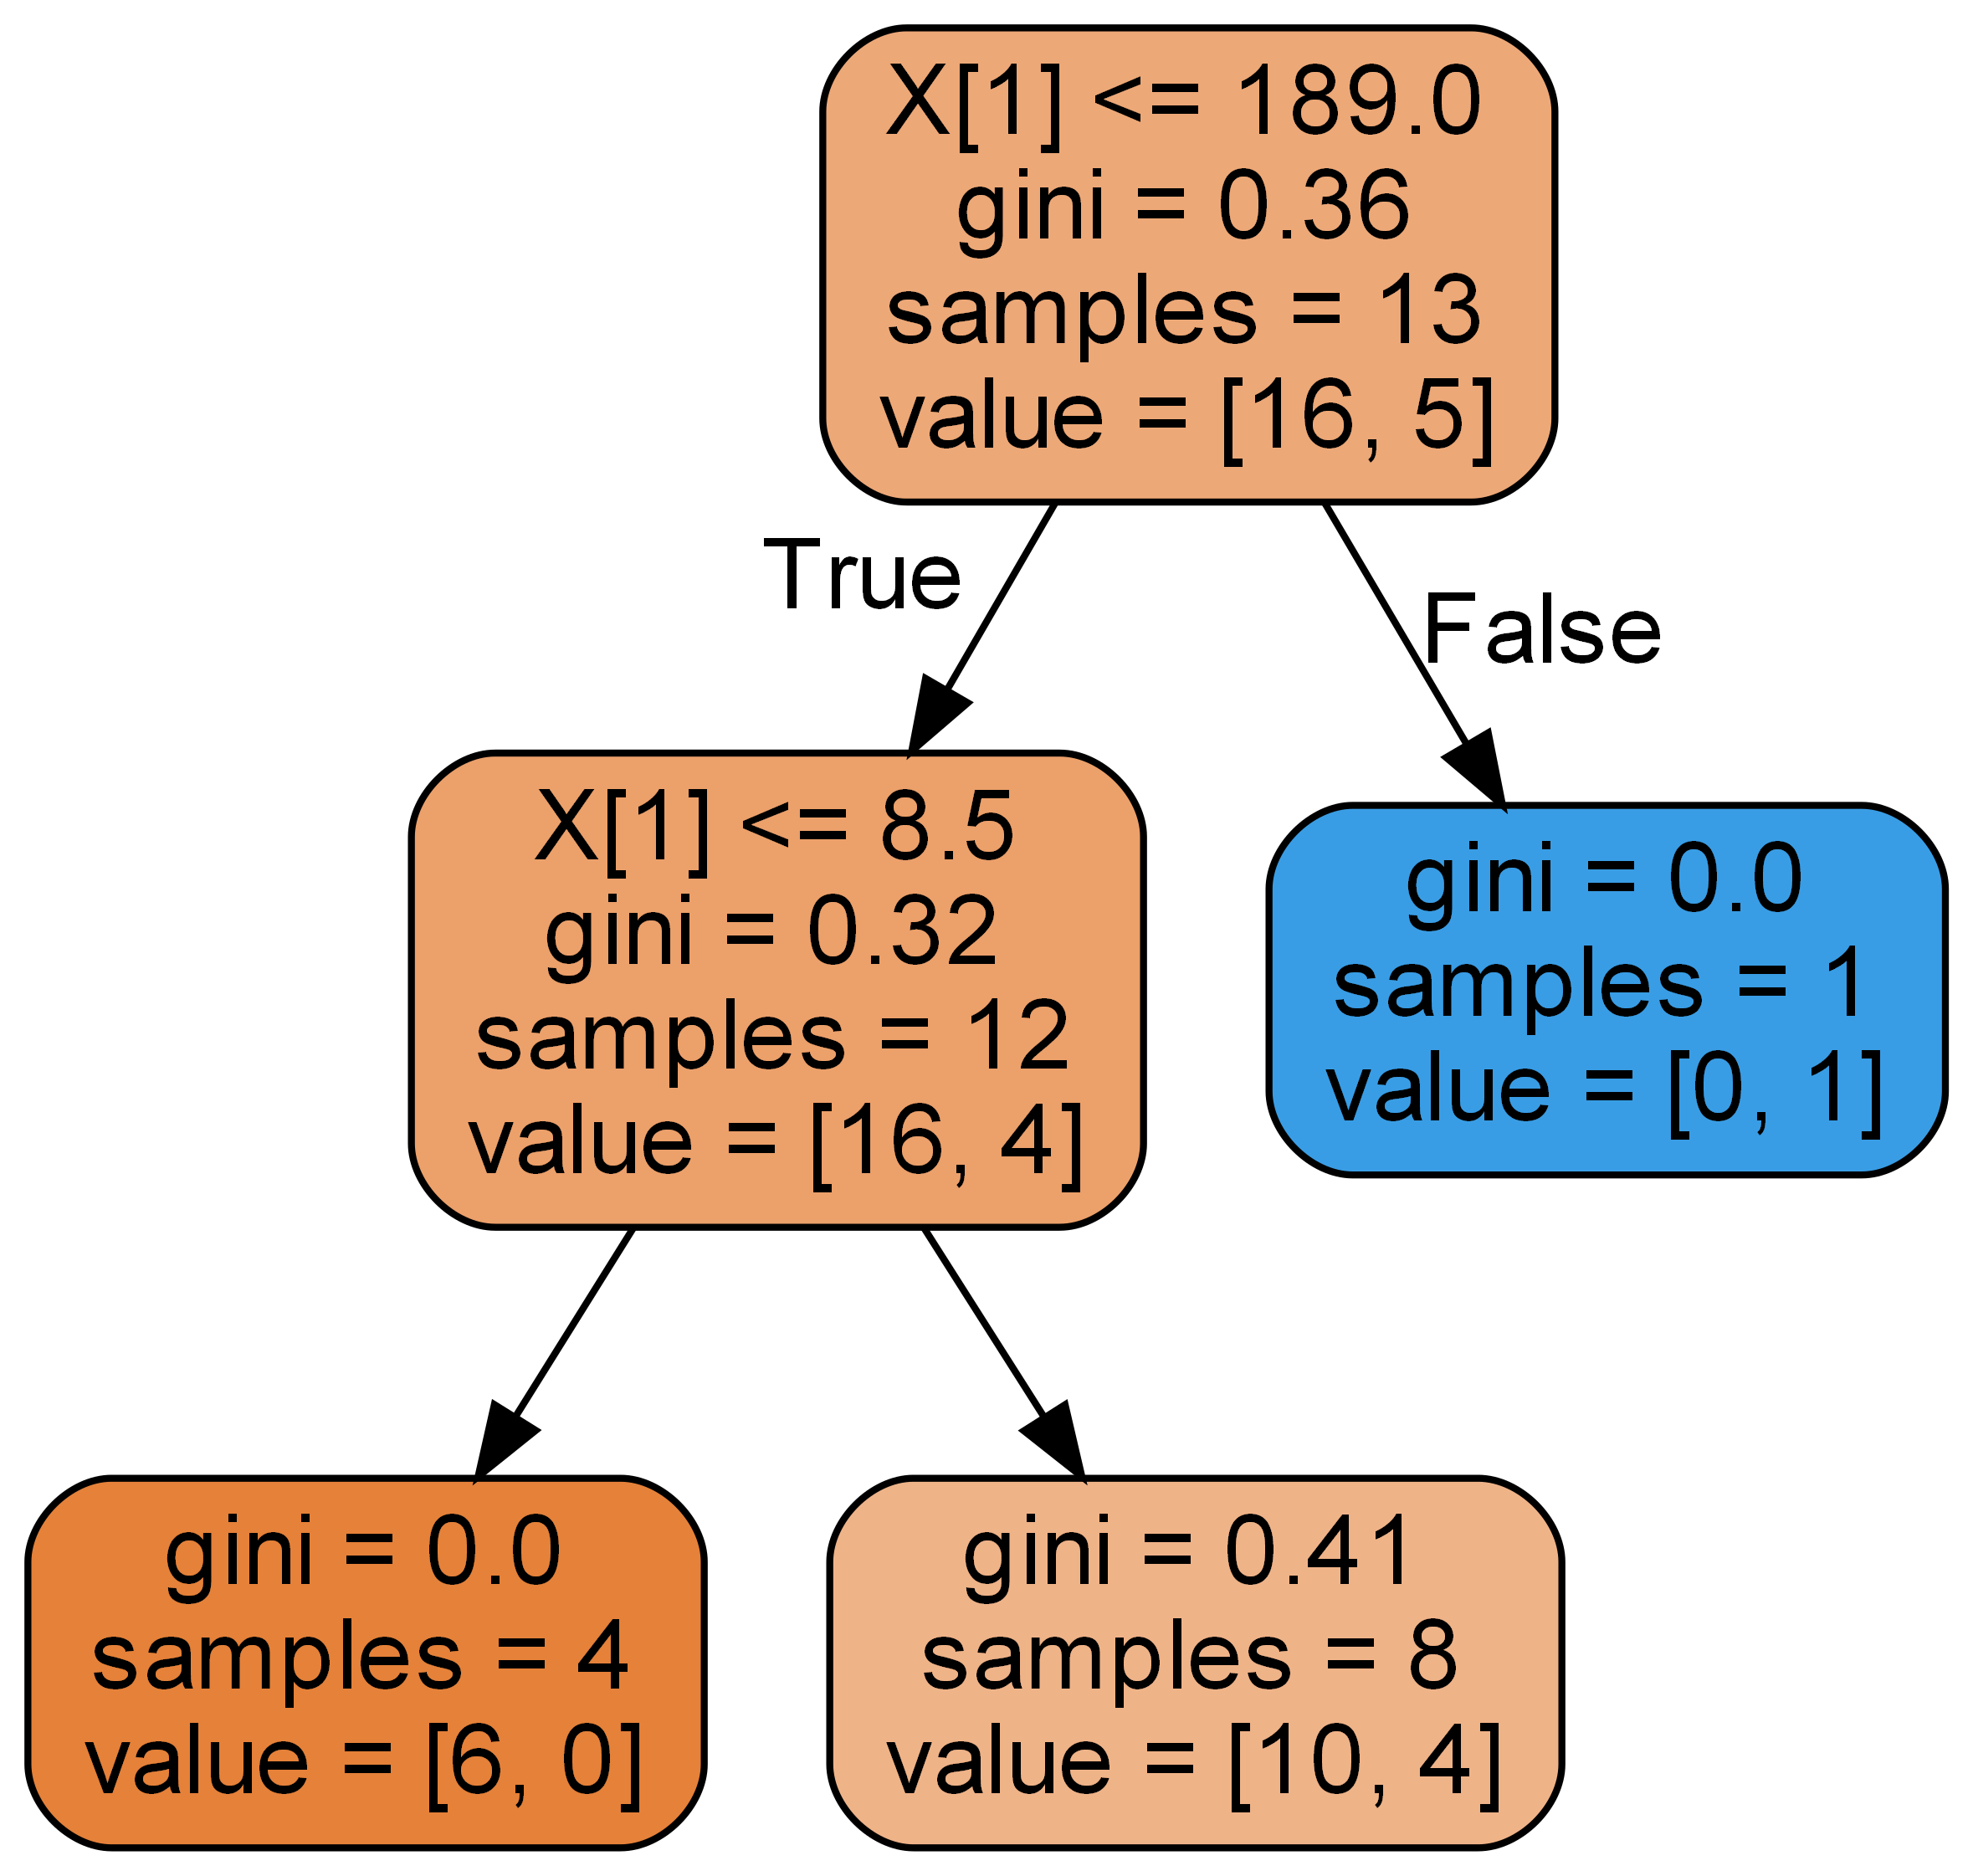 X[1] <= 189.0
gini = 0.36
samples = 13
value = [16, 5]
True
False
X[1] <= 8.5
gini = 0.32
samples = 12
value = [16, 4]
gini = 0.0
samples = 1
value = [0, 1]
gini = 0.0
samples = 4
value = [6, 0]
gini = 0.41
samples = 8
value = [10, 4]